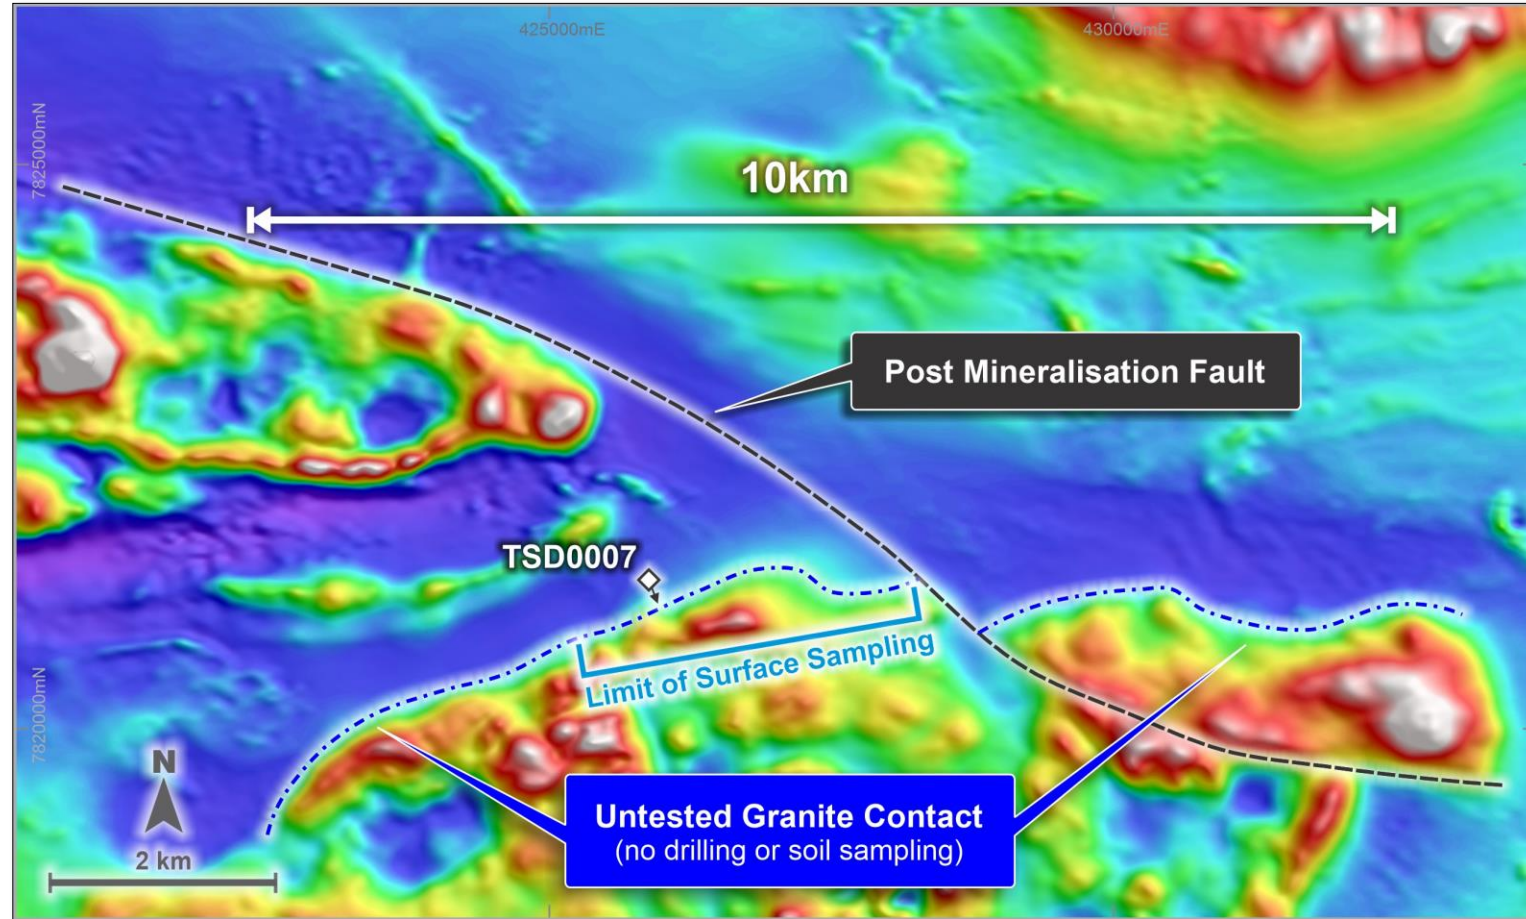 425000mE
430000mE
7825000mN
10km
Post Mineralisation Fault
TSD0007
Limit of Surface Sampling
7820000mN
N
2 km
Untested Granite Contact
(no drilling or soil sampling)